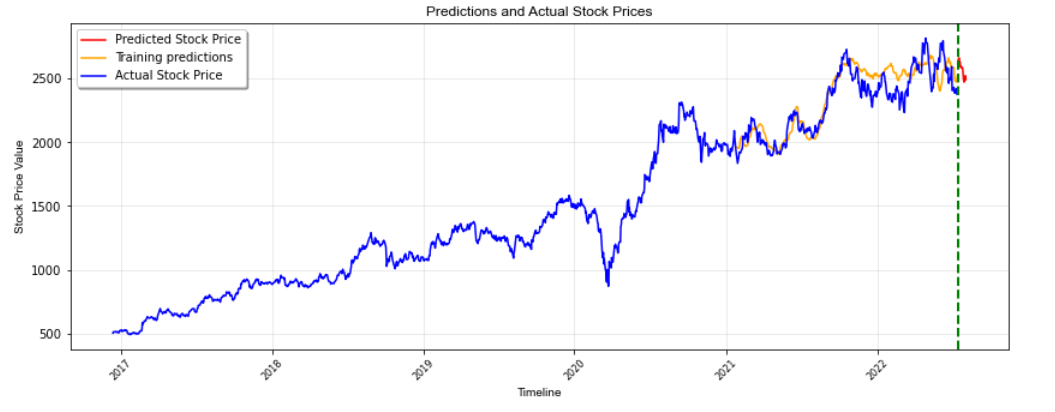 Predictions and Actual Stock Prices
Predicted Stock Price
Training predictions
Actual Stock Price
Stock Price Value
2500
2000
1500
1000
500
2017
2018
2019
2020
2021
2022
Timeline